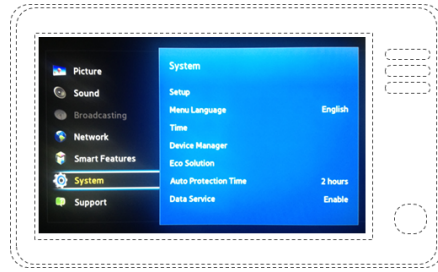 Picture
Sound
Broadcasting
Network
Smart Features
System
Support
System
Setup
Menu Language English
Time
Device Manager
Eco Solution
Auto Protection Time 2 hours
Data Service Enable